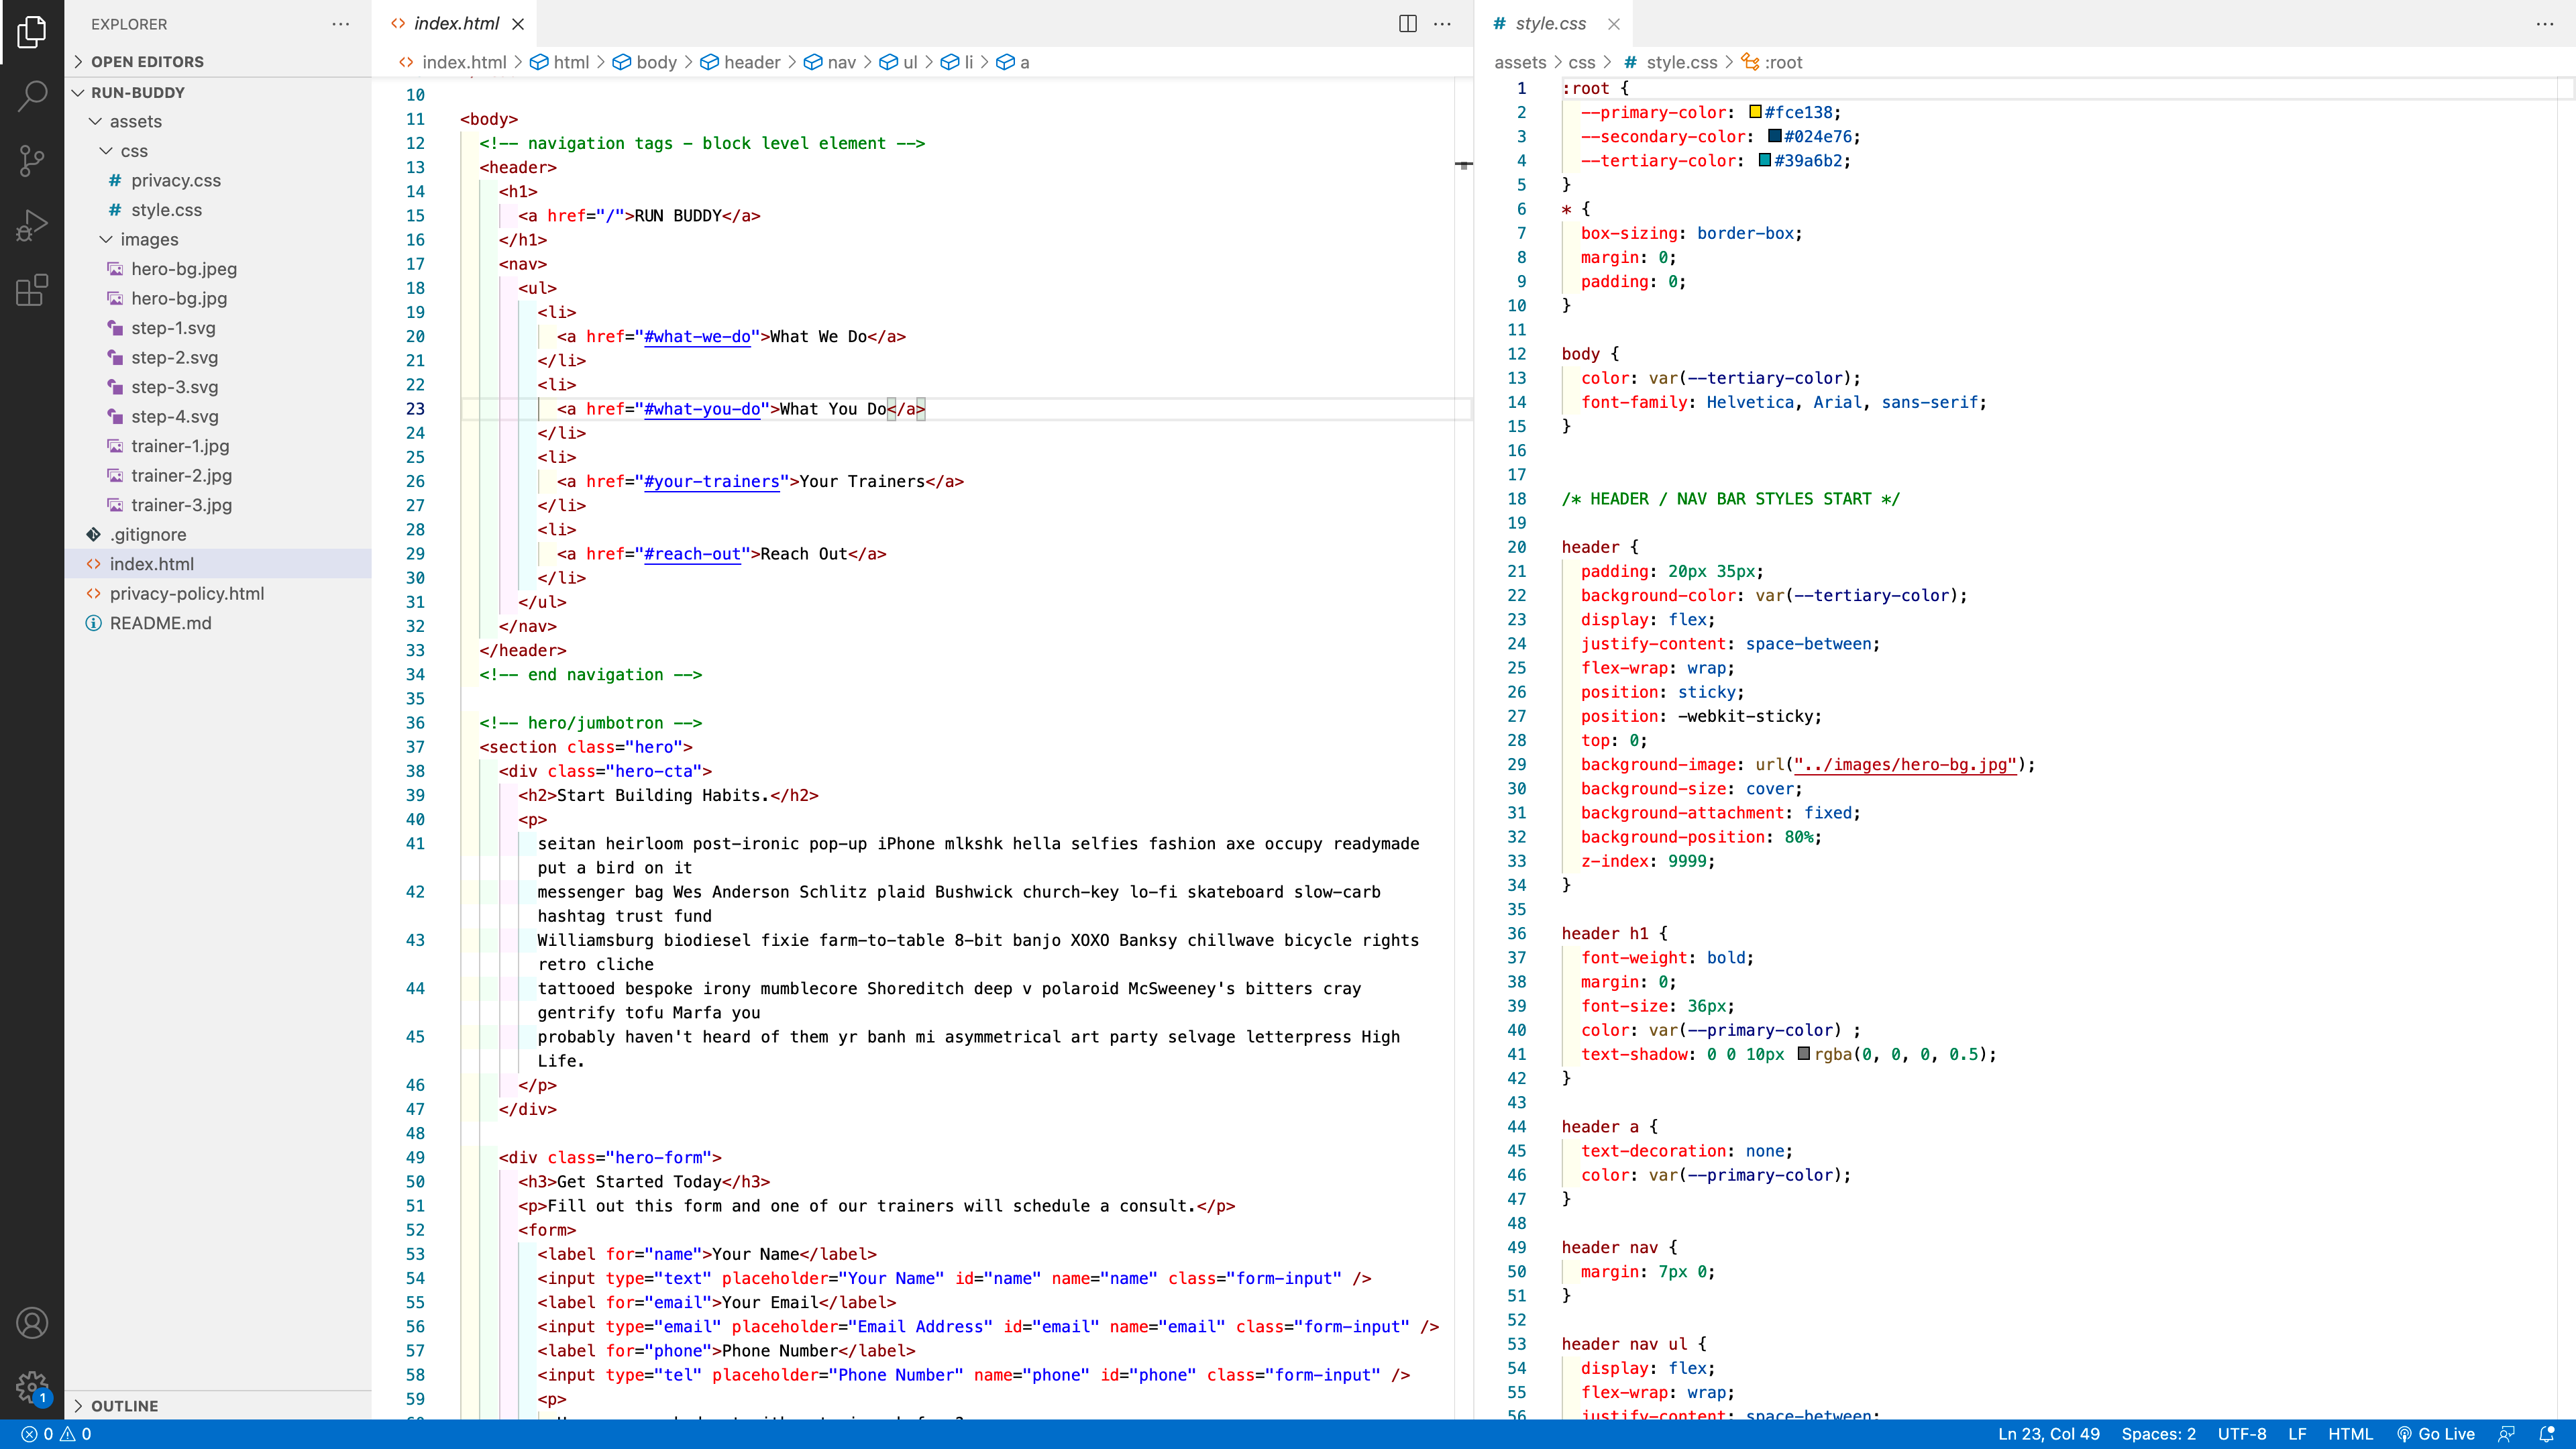 EXPLORER
OPEN EDITORS
RUN-BUDDY
assets
css
# privacy.css
# style.css
images
hero-bg.jpeg
hero-bg.jpg
step-1.svg
step-2.svg
step-3.svg
step-4.svg
trainer-1.jpg
trainer-2.jpg
trainer-3.jpg
.gitignore
<> index.html
<> privacy-policy.html
README.md
OUTLINE
1
<> index.html
<> index.html > html > body > header > nav > ul > li > a
10
11 <body>
12 <!-- navigation tags - block level element -->
13 <header>
14 <h1>
15 <a href="/">RUN BUDDY</a>
16 </h1>
17 <nav>
18 <ul>
19 <li>
20 <a href="#what-we-do">What We Do</a>
21 </li>
22 <li>
23 <a href="#what-you-do">What You Do</a>
24 </li>
25 <li>
26 <a href="#your-trainers">Your Trainers</a>
27 </li>
28 <li>
29 <a href="#reach-out">Reach Out</a>
30 </li>
31 </ul>
32 </nav>
33 </header>
34 <!-- end navigation -->
35
36 <!-- hero/jumbotron -->
37 <section class="hero">
38 <div class="hero-cta">
39 <h2>Start Building Habits.</h2>
40 <p>
41 seitan heirloom post-ironic pop-up iPhone mlkshk hella selfies fashion axe occupy readymade
put a bird on it
42 messenger bag Wes Anderson Schlitz plaid Bushwick church-key lo-fi skateboard slow-carb
hashtag trust fund
43 Williamsburg biodiesel fixie farm-to-table 8-bit banjo XOXO Banksy chillwave bicycle rights
retro cliche
44 tattooed bespoke irony mumblecore Shoreditch deep v polaroid McSweeney's bitters cray
gentrify tofu Marfa you
45 probably haven't heard of them yr banh mi asymmetrical art party selvage letterpress High
Life.
46 </p>
47 </div>
48
49 <div class="hero-form">
50 <h3>Get Started Today</h3>
51 <p>Fill out this form and one of our trainers will schedule a consult.</p>
52 <form>
53 <label for="name">Your Name</label>
54 <input type="text" placeholder="Your Name" id="name" name="name" class="form-input" />
55 <label for="email">Your Email</label>
56 <input type="email" placeholder="Email Address" id="email" name="email" class="form-input" />
57 <label for="phone">Phone Number</label>
58 <input type="tel" placeholder="Phone Number" name="phone" id="phone" class="form-input" />
59 <p>
# style.css
assets > css > # style.css > :root
1 :root {
2 --primary-color: #fce138;
3 --secondary-color: #024e76;
4 --tertiary-color: #39a6b2;
5 }
6 * {
7 box-sizing: border-box;
8 margin: 0;
9 padding: 0;
10 }
11
12 body {
13 color: var(--tertiary-color);
14 font-family: Helvetica, Arial, sans-serif;
15 }
16
17
18 /* HEADER / NAV BAR STYLES START */
19
20 header {
21 padding: 20px 35px;
22 background-color: var(--tertiary-color);
23 display: flex;
24 justify-content: space-between;
25 flex-wrap: wrap;
26 position: sticky;
27 position: -webkit-sticky;
28 top: 0;
29 background-image: url("../images/hero-bg.jpg");
30 background-size: cover;
31 background-attachment: fixed;
32 background-position: 80%;
33 z-index: 9999;
34 }
35
36 header h1 {
37 font-weight: bold;
38 margin: 0;
39 font-size: 36px;
40 color: var(--primary-color) ;
41 text-shadow: 0 0 10px rgba(0, 0, 0, 0.5);
42 }
43
44 header a {
45 text-decoration: none;
46 color: var(--primary-color);
47 }
48
49 header nav {
50 margin: 7px 0;
51 }
52
53 header nav ul {
54 display: flex;
55 flex-wrap: wrap;
56 justify-content: space-between;
0 0
Ln 23, Col 49 Spaces: 2 UTF-8 LF HTML Go Live